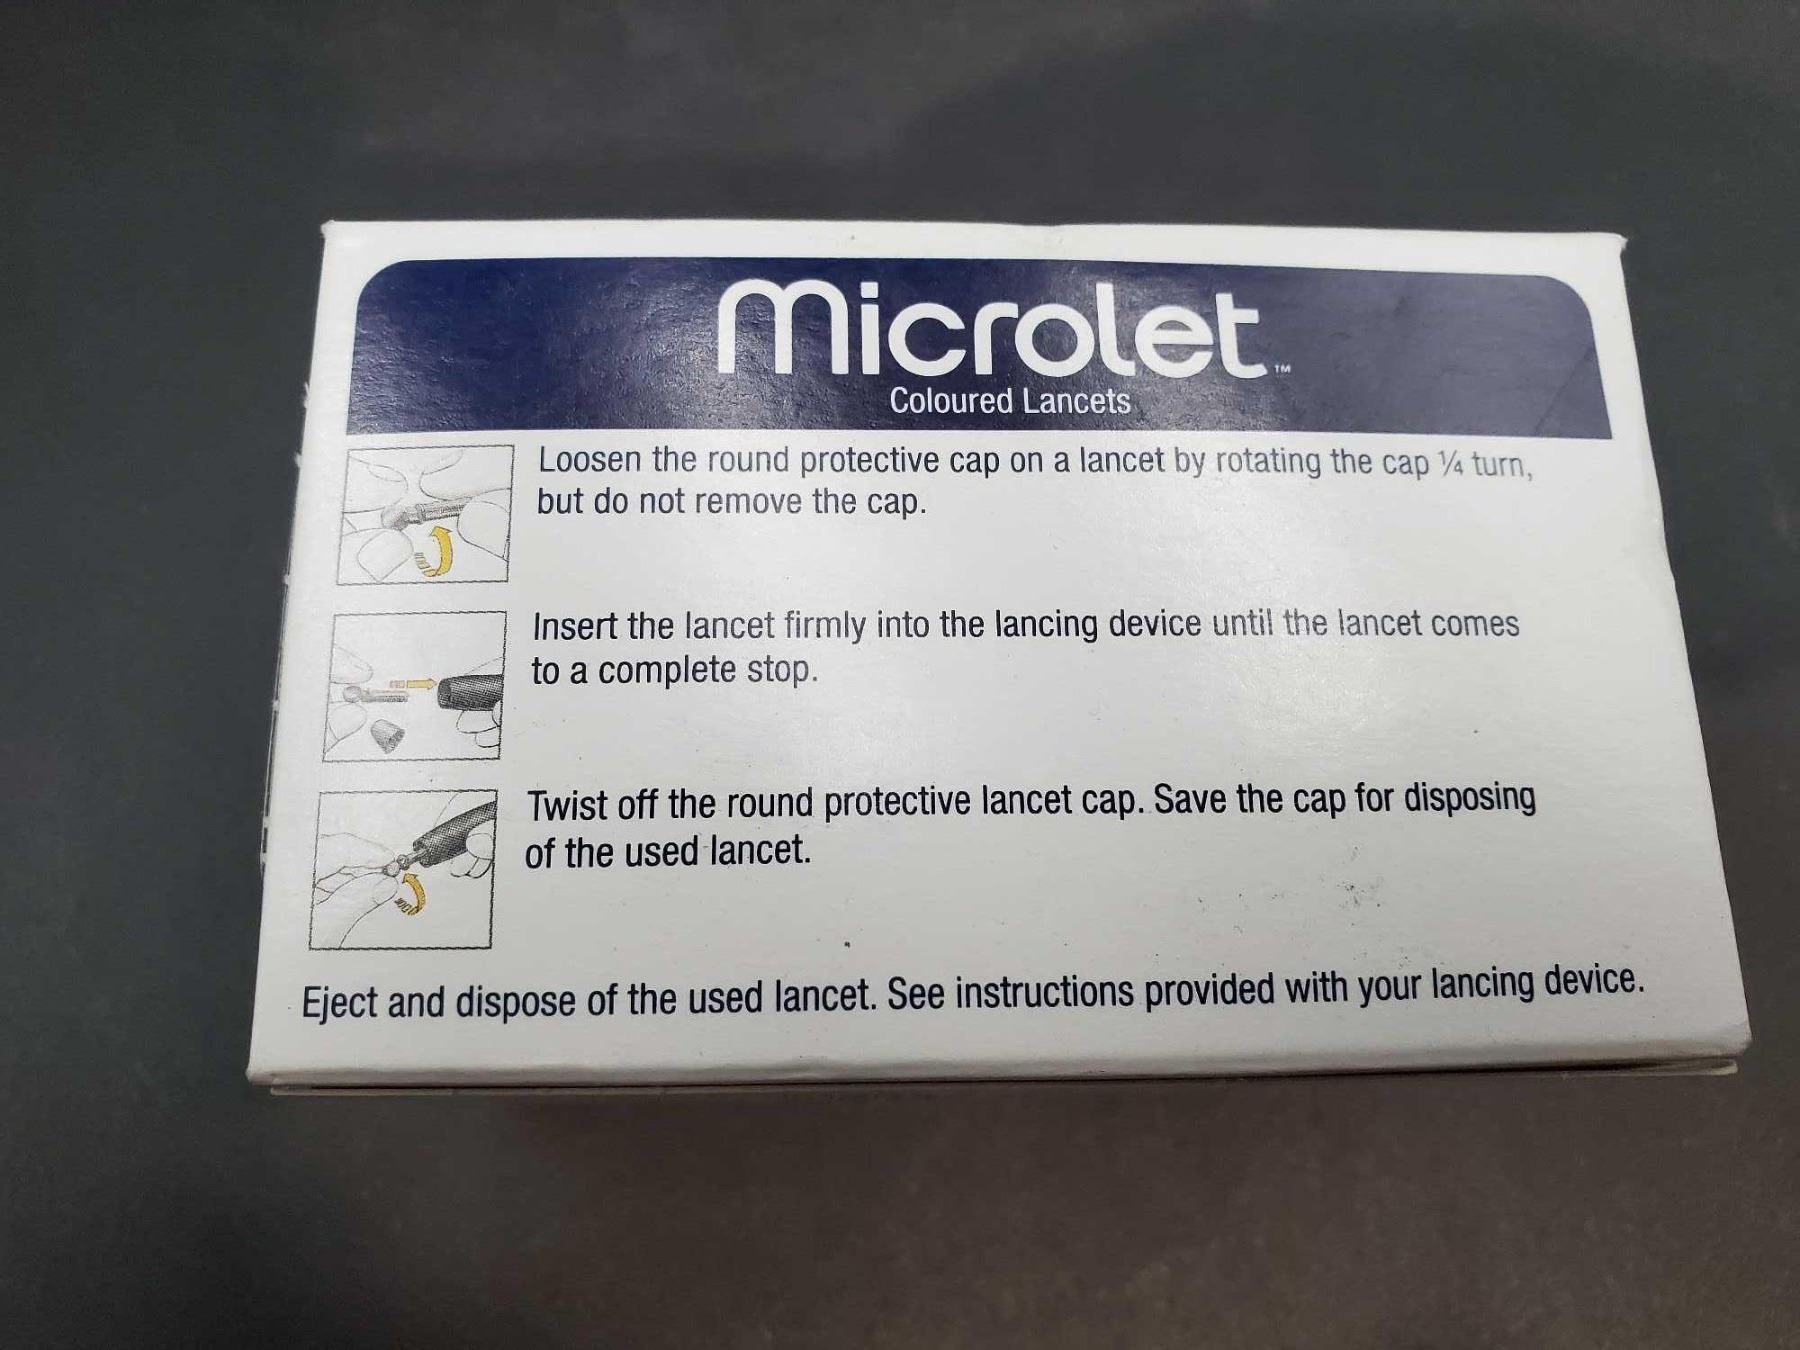 Microlet™
Coloured Lancets
Loosen the round protective cap on a lancet by rotating the cap ¼ turn,
but do not remove the cap.
Insert the lancet firmly into the lancing device until the lancet comes
to a complete stop.
Twist off the round protective lancet cap. Save the cap for disposing
of the used lancet.
Eject and dispose of the used lancet. See instructions provided with your lancing device.